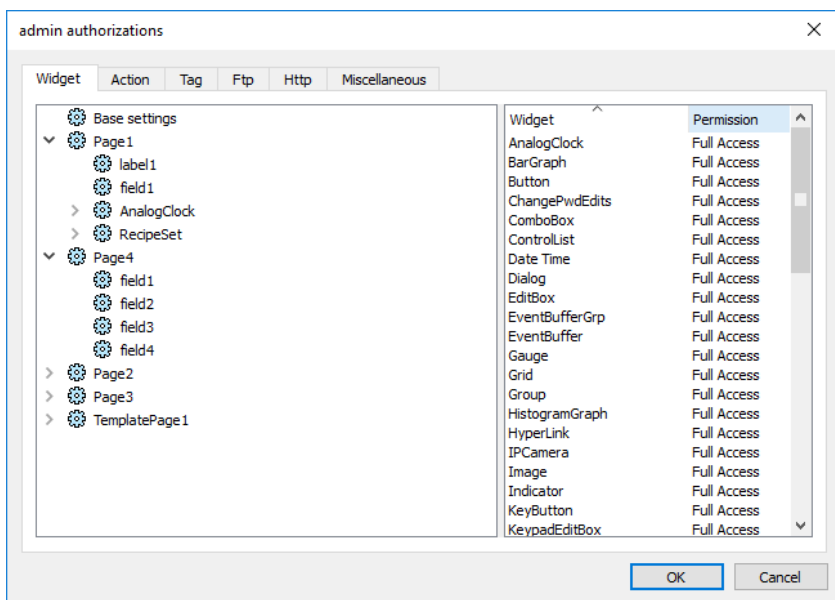 admin authorizations
Widget Action Tag Ftp Http Miscellaneous
Base settings
Page1
label1
field1
AnalogClock
RecipeSet
Page4
field1
field2
field3
field4
Page2
Page3
TemplatePage1
Widget Permission
AnalogClock Full Access
BarGraph Full Access
Button Full Access
ChangePwdEdits Full Access
ComboBox Full Access
ControlList Full Access
Date Time Full Access
Dialog Full Access
EditBox Full Access
EventBufferGrp Full Access
EventBuffer Full Access
Gauge Full Access
Grid Full Access
Group Full Access
HistogramGraph Full Access
HyperLink Full Access
IPCamera Full Access
Image Full Access
Indicator Full Access
KeyButton Full Access
KeypadEditBox Full Access
OK Cancel